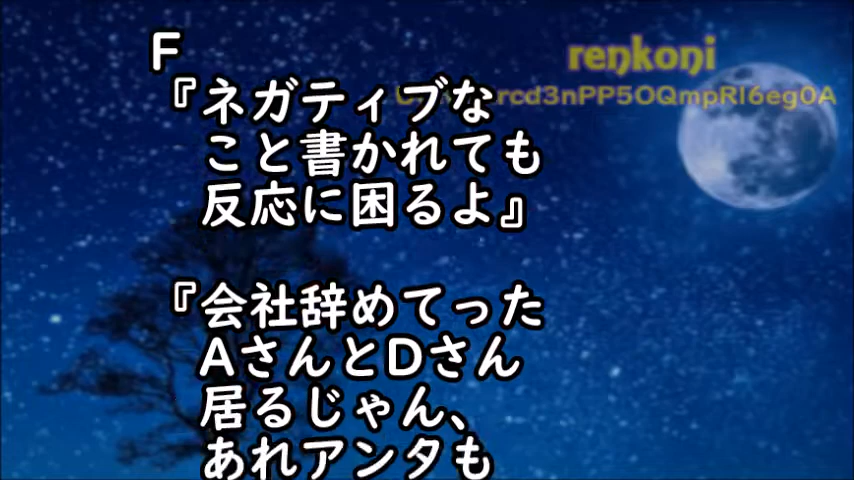 F
renkoni
『ネガティブな
こと書かれても
反応に困るよ』
『会社辞めてった
AさんとDさん
居るじゃん、
あれアンタも